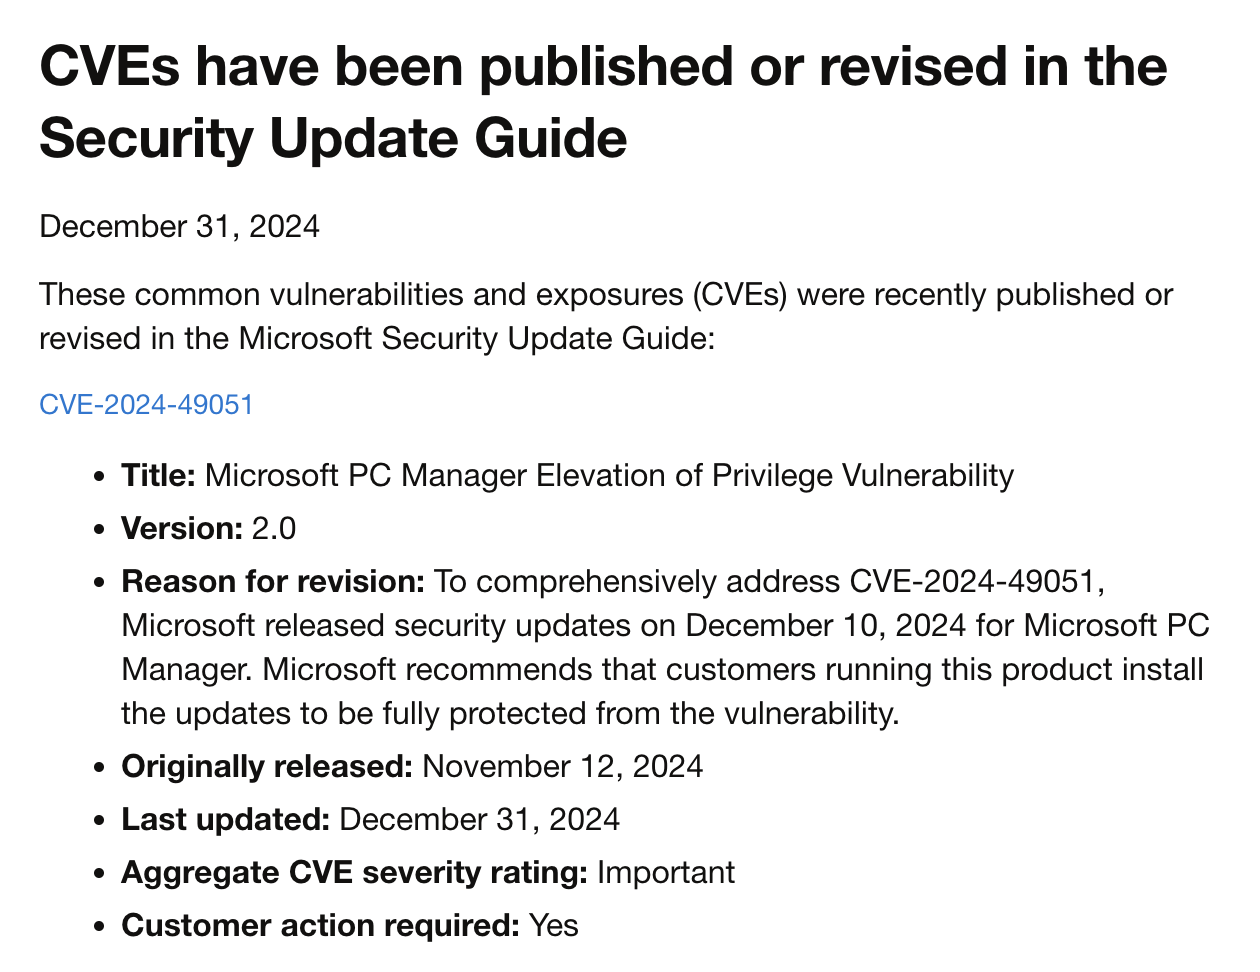 CVEs have been published or revised in the
Security Update Guide
December 31, 2024
These common vulnerabilities and exposures (CVEs) were recently published or
revised in the Microsoft Security Update Guide:
CVE-2024-49051
• Title: Microsoft PC Manager Elevation of Privilege Vulnerability
• Version: 2.0
• Reason for revision: To comprehensively address CVE-2024-49051,
Microsoft released security updates on December 10, 2024 for Microsoft PC
Manager. Microsoft recommends that customers running this product install
the updates to be fully protected from the vulnerability.
• Originally released: November 12, 2024
• Last updated: December 31, 2024
• Aggregate CVE severity rating: Important
• Customer action required: Yes